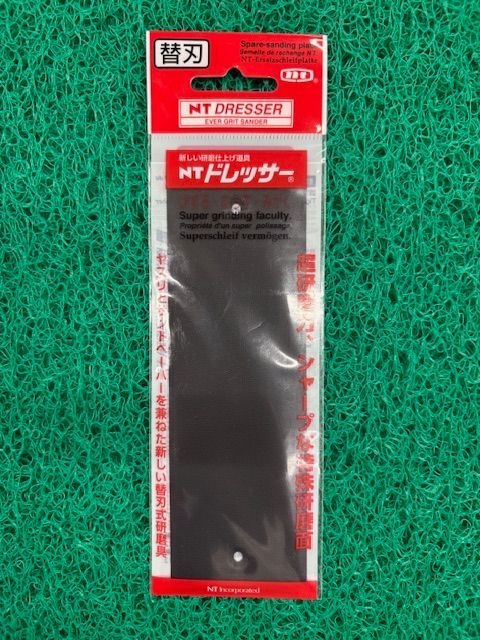 替刃
Spare-sanding plate
Semelle de rechange NT.
NT-Ersatzschleifplatte
NT DRESSER
EVER GRIT SANDER
新しい研磨仕上げ道具
NTドレッサー®
Super grinding faculty.
Propriété d'un super polissage.
Superschleif vermögen.
超研磨力、シャープな特殊研磨面
ヤスリとサンドペーパーを兼ねた新しい替刃式研磨具
NT Incorporated